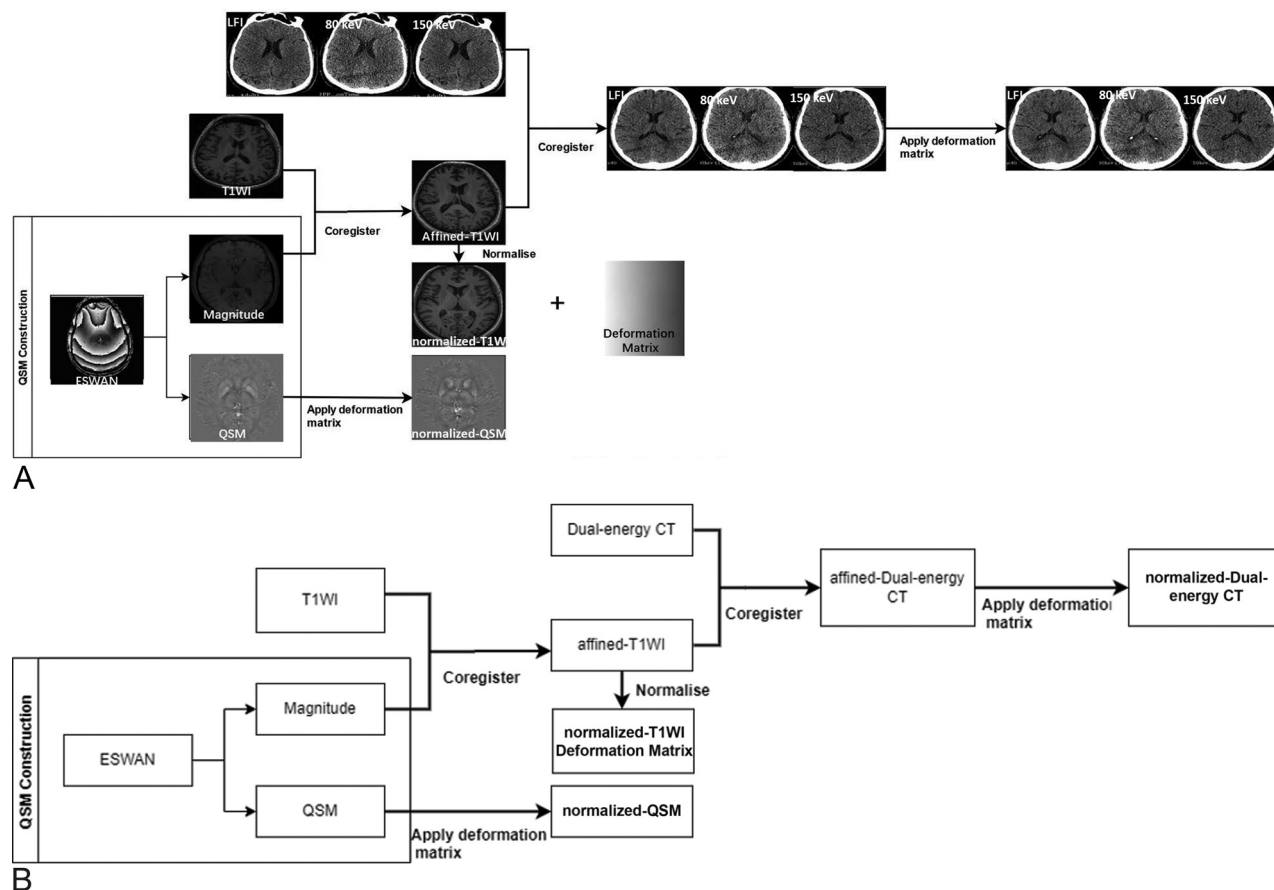 LFI 80 keV 150 keV
LFI 80 keV 150 keV
LFI 80 keV 150 keV
Coregister
Apply deformation
matrix
T1WI
Coregister
Affined-T1WI
Normalise
QSM Construction
Magnitude
normalized-T1W
+
Deformation
Matrix
ESWAN
QSM
Apply deformation
matrix
normalized-QSM
A
Dual-energy CT
T1WI
affined-Dual-energy
CT
normalized-Dual-
energy CT
Coregister
Apply deformation
matrix
affined-T1WI
Coregister
Normalise
QSM Construction
Magnitude
normalized-T1WI
Deformation Matrix
ESWAN
QSM
Apply deformation
matrix
normalized-QSM
B